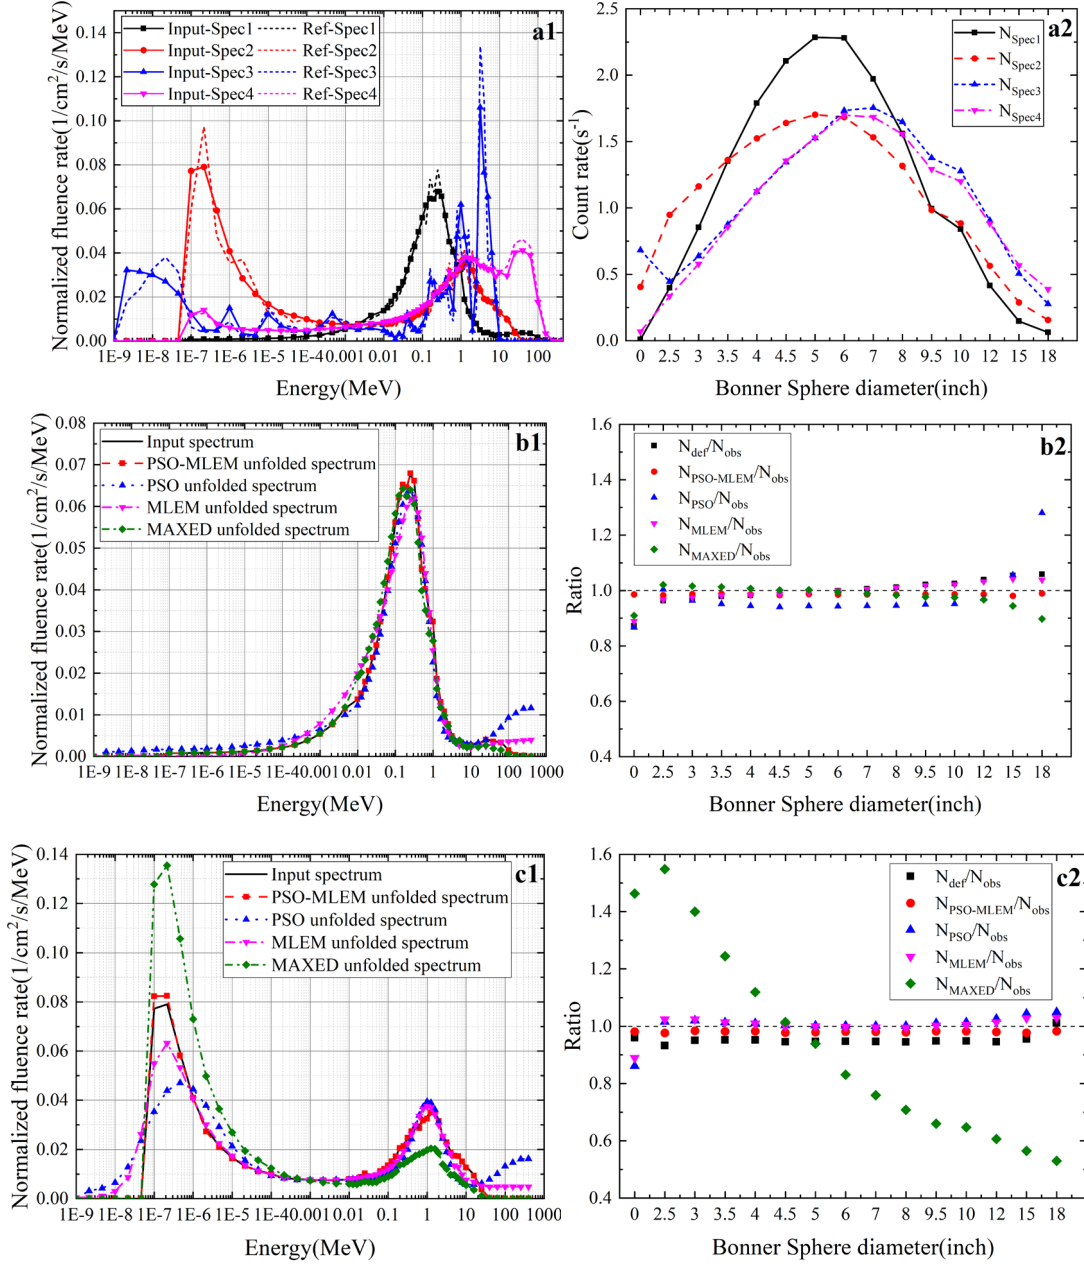 a1
Input-Spec1 Ref-Spec1
Input-Spec2 Ref-Spec2
Input-Spec3 Ref-Spec3
Input-Spec4 Ref-Spec4
Normalized fluence rate(1/cm²/s/MeV)
0.14
0.12
0.10
0.08
0.06
0.04
0.02
0.00
1E-9 1E-8 1E-7 1E-6 1E-5 1E-4 0.001 0.01 0.1 1 10 100
Energy(MeV)
a2
N_Spec1
N_Spec2
N_Spec3
N_Spec4
Count rate(s⁻¹)
2.5
2.0
1.5
1.0
0.5
0.0
0 2.5 3 3.5 4 4.5 5 6 7 8 9.5 10 12 15 18
Bonner Sphere diameter(inch)
b1
Input spectrum
PSO-MLEM unfolded spectrum
PSO unfolded spectrum
MLEM unfolded spectrum
MAXED unfolded spectrum
Normalized fluence rate(1/cm²/s/MeV)
0.08
0.07
0.06
0.05
0.04
0.03
0.02
0.01
0.00
1E-9 1E-8 1E-7 1E-6 1E-5 1E-40.001 0.01 0.1 1 10 100 1000
Energy(MeV)
b2
N_def/N_obs
N_PSO-MLEM/N_obs
N_PSO/N_obs
N_MLEM/N_obs
N_MAXED/N_obs
Ratio
1.6
1.4
1.2
1.0
0.8
0.6
0.4
0 2.5 3 3.5 4 4.5 5 6 7 8 9.5 10 12 15 18
Bonner Sphere diameter(inch)
c1
Input spectrum
PSO-MLEM unfolded spectrum
PSO unfolded spectrum
MLEM unfolded spectrum
MAXED unfolded spectrum
Normalized fluence rate(1/cm²/s/MeV)
0.14
0.12
0.10
0.08
0.06
0.04
0.02
0.00
1E-9 1E-8 1E-7 1E-6 1E-5 1E-40.001 0.01 0.1 1 10 100 1000
Energy(MeV)
c2
N_def/N_obs
N_PSO-MLEM/N_obs
N_PSO/N_obs
N_MLEM/N_obs
N_MAXED/N_obs
Ratio
1.6
1.4
1.2
1.0
0.8
0.6
0.4
0 2.5 3 3.5 4 4.5 5 6 7 8 9.5 10 12 15 18
Bonner Sphere diameter(inch)